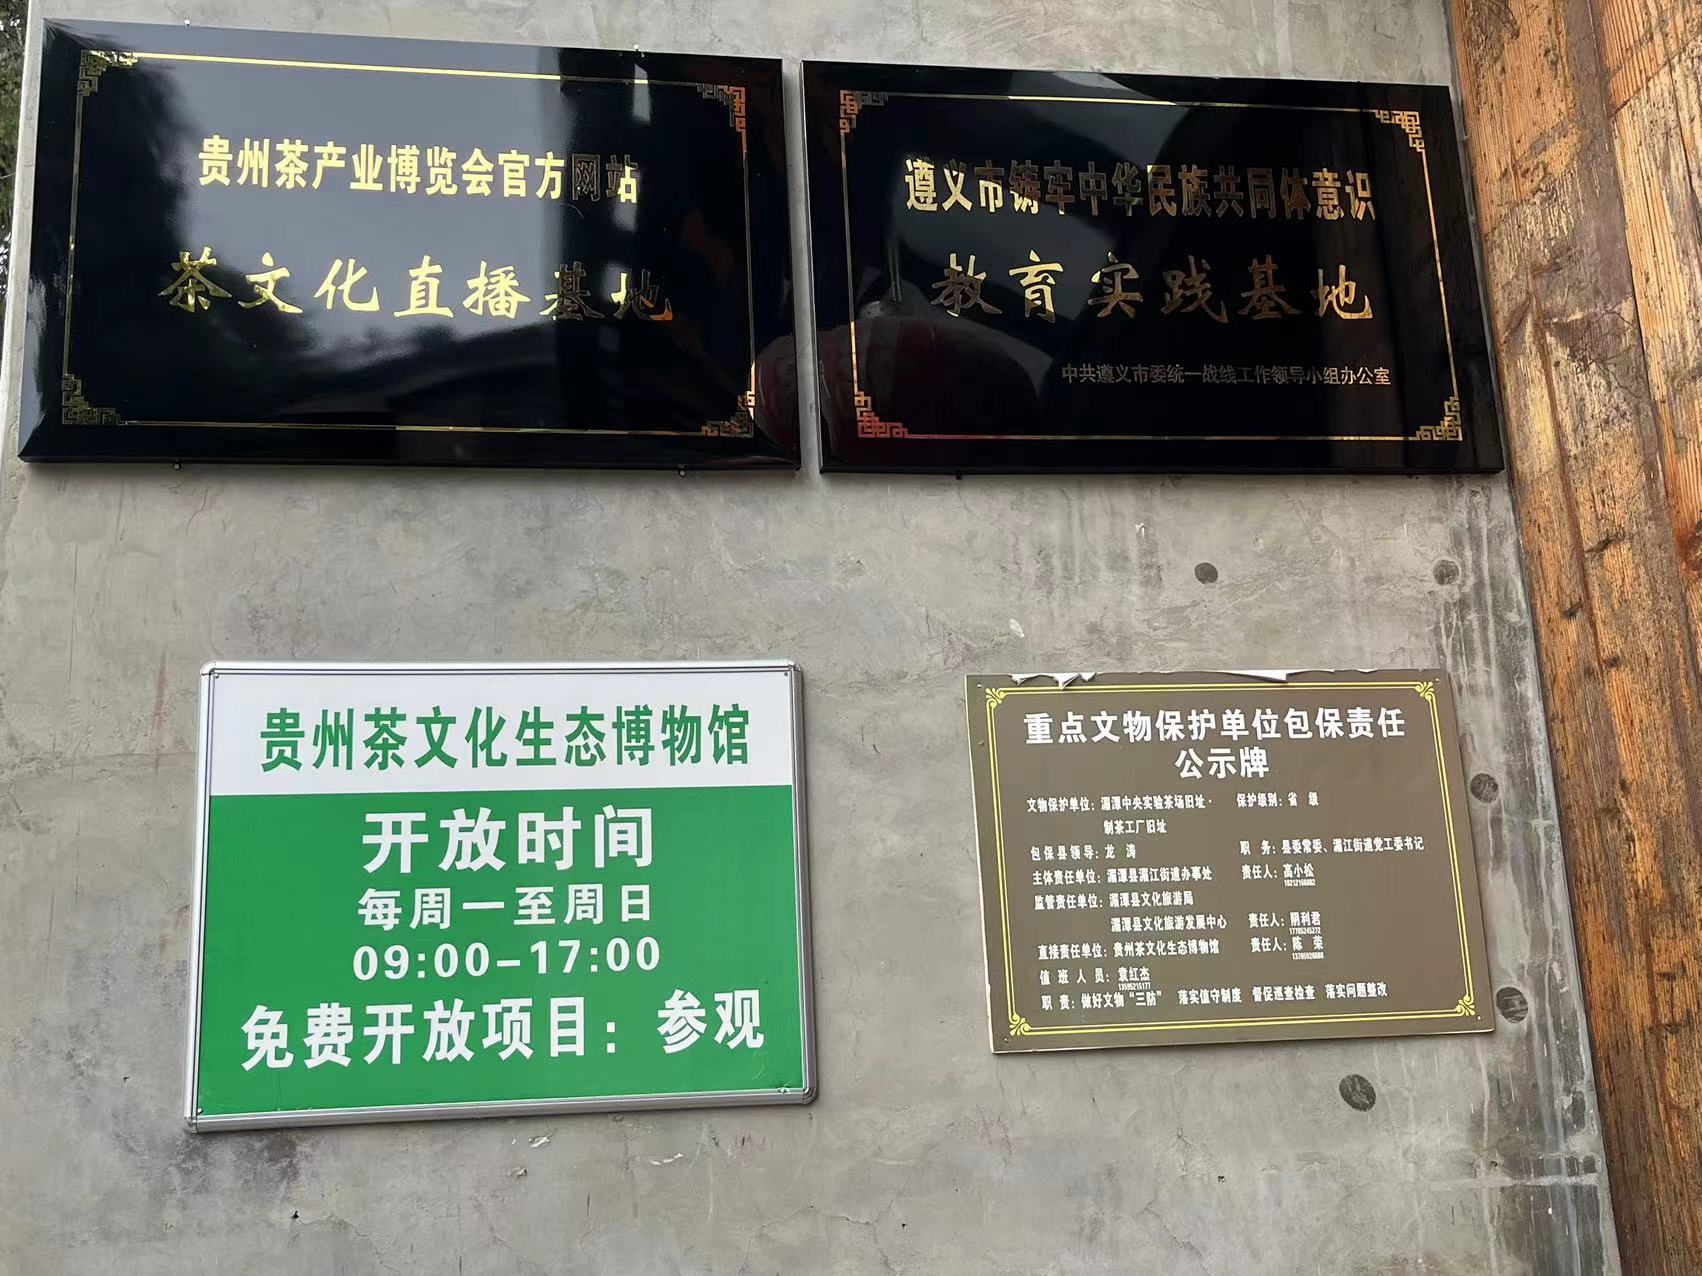 贵州茶产业博览会官方网站
茶文化直播基地
遵义市铸牢中华民族共同体意识
教育实践基地
中共遵义市委统一战线工作领导小组办公室
贵州茶文化生态博物馆
开放时间
每周一至周日
09:00-17:00
免费开放项目：参观
重点文物保护单位包保责任
公示牌
文物保护单位：湄潭中央实验茶场旧址· 保护级别：省 级
制茶工厂旧址
包保县领导：龙 涛 职 务：县委常委、湄江街道党工委书记
主体责任单位：湄潭县湄江街道办事处 责任人：高小松
18212166882
监管责任单位：湄潭县文化旅游局
湄潭县文化旅游发展中心 责任人：阴利君
17785245272
直接责任单位：贵州茶文化生态博物馆 责任人：陈 荣
13765926888
值 班 人 员：袁红杰
13595215177
职 责：做好文物“三防” 落实值守制度 督促巡查检查 落实问题整改